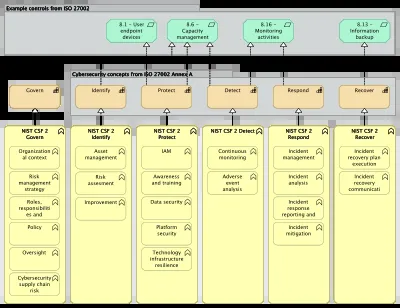 Example controls from ISO 27002
8.1 - User
endpoint
devices
8.6 -
Capacity
management
8.16 -
Monitoring
activities
8.13 -
Information
backup
Cybersecurity concepts from ISO 27002 Annex A
Govern
Identify
Protect
Detect
Respond
Recover
NIST CSF 2
Govern
Organization
al context
Risk
management
strategy
Roles,
responsibiliti
es and
Policy
Oversight
Cybersecurity
supply chain
risk
NIST CSF 2
Identify
Asset
management
Risk
assesment
Improvement
NIST CSF 2
Protect
IAM
Awareness
and training
Data security
Platform
security
Technology
infrastructure
resilience
NIST CSF 2 Detect
Continuous
monitoring
Adverse
event
analysis
NIST CSF 2
Respond
Incident
management
Incident
analysis
Incident
response
reporting and
Incident
mitigation
NIST CSF 2
Recover
Incident
recovery plan
execution
Incident
recovery
communicati